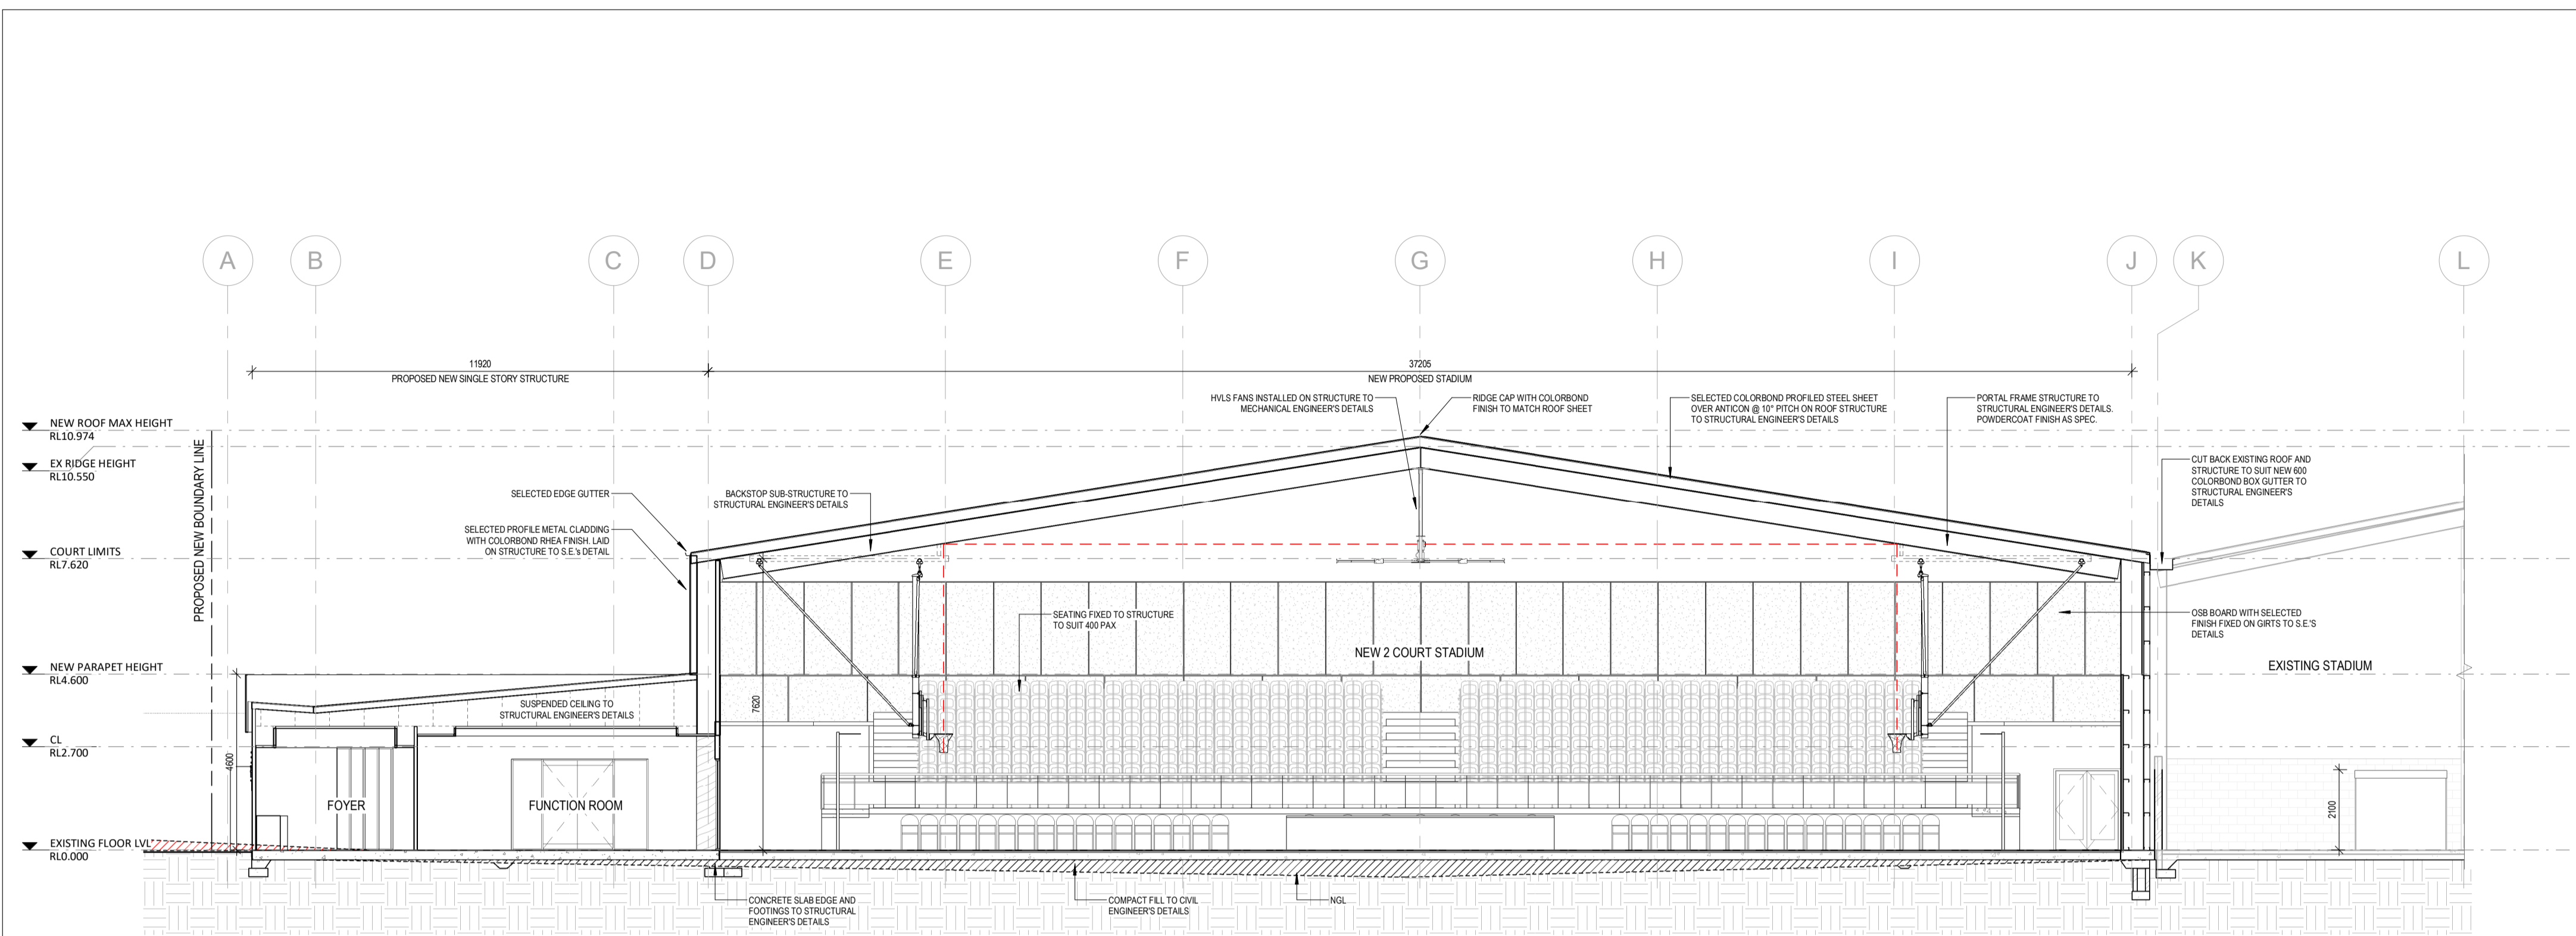 A
B
C
D
E
F
G
H
I
J
K
L
11920
PROPOSED NEW SINGLE STORY STRUCTURE
37205
NEW PROPOSED STADIUM
HVLS FANS INSTALLED ON STRUCTURE TO
MECHANICAL ENGINEER'S DETAILS
RIDGE CAP WITH COLORBOND
FINISH TO MATCH ROOF SHEET
SELECTED COLORBOND PROFILED STEEL SHEET
OVER ANTICON @ 10° PITCH ON ROOF STRUCTURE
TO STRUCTURAL ENGINEER'S DETAILS
PORTAL FRAME STRUCTURE TO
STRUCTURAL ENGINEER'S DETAILS.
POWDERCOAT FINISH AS SPEC.
NEW ROOF MAX HEIGHT
RL10.974
EX RIDGE HEIGHT
RL10.550
COURT LIMITS
RL7.620
NEW PARAPET HEIGHT
RL4.600
CL
RL2.700
EXISTING FLOOR LVL
RL0.000
PROPOSED NEW BOUNDARY LINE
SELECTED EDGE GUTTER
SELECTED PROFILE METAL CLADDING
WITH COLORBOND RHEA FINISH. LAID
ON STRUCTURE TO S.E.'s DETAIL
BACKSTOP SUB-STRUCTURE TO
STRUCTURAL ENGINEER'S DETAILS
CUT BACK EXISTING ROOF AND
STRUCTURE TO SUIT NEW 600
COLORBOND BOX GUTTER TO
STRUCTURAL ENGINEER'S
DETAILS
SEATING FIXED TO STRUCTURE
TO SUIT 400 PAX
OSB BOARD WITH SELECTED
FINISH FIXED ON GIRTS TO S.E.'S
DETAILS
NEW 2 COURT STADIUM
EXISTING STADIUM
SUSPENDED CEILING TO
STRUCTURAL ENGINEER'S DETAILS
7620
4600
FOYER
FUNCTION ROOM
2100
CONCRETE SLAB EDGE AND
FOOTINGS TO STRUCTURAL
ENGINEER'S DETAILS
COMPACT FILL TO CIVIL
ENGINEER'S DETAILS
NGL